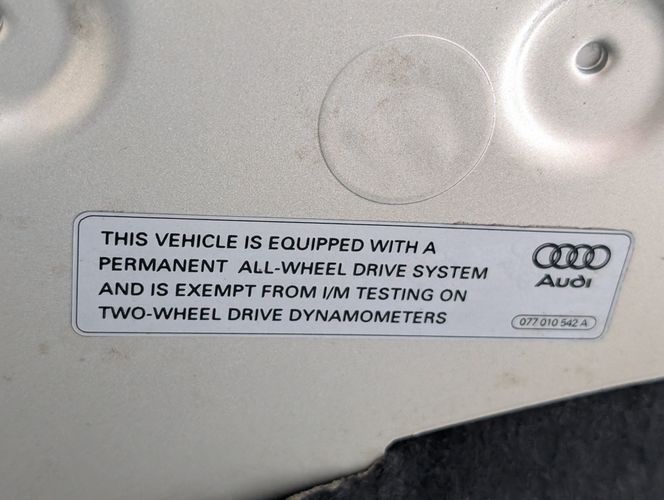 THIS VEHICLE IS EQUIPPED WITH A
PERMANENT ALL-WHEEL DRIVE SYSTEM
AND IS EXEMPT FROM I/M TESTING ON
TWO-WHEEL DRIVE DYNAMOMETERS
Audi
077 010 542 A